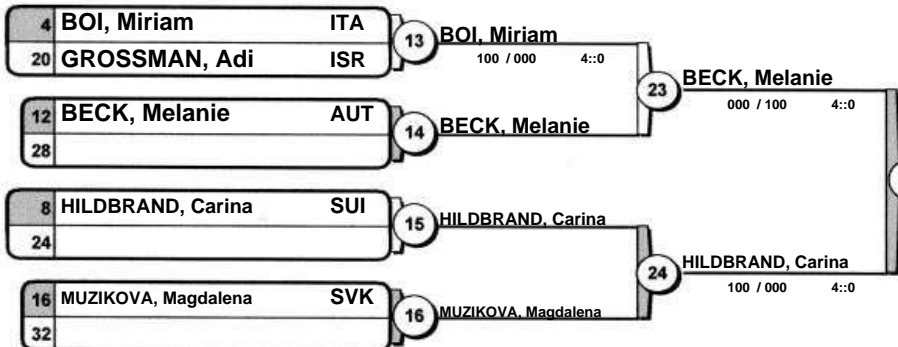 4 BOI, Miriam ITA
20 GROSSMAN, Adi ISR
13 BOI, Miriam
100 / 000 4::0
12 BECK, Melanie AUT
28
14 BECK, Melanie
23 BECK, Melanie
000 / 100 4::0
8 HILDBRAND, Carina SUI
24
15 HILDBRAND, Carina
16 MUZIKOVA, Magdalena SVK
32
16 MUZIKOVA, Magdalena
24 HILDBRAND, Carina
100 / 000 4::0